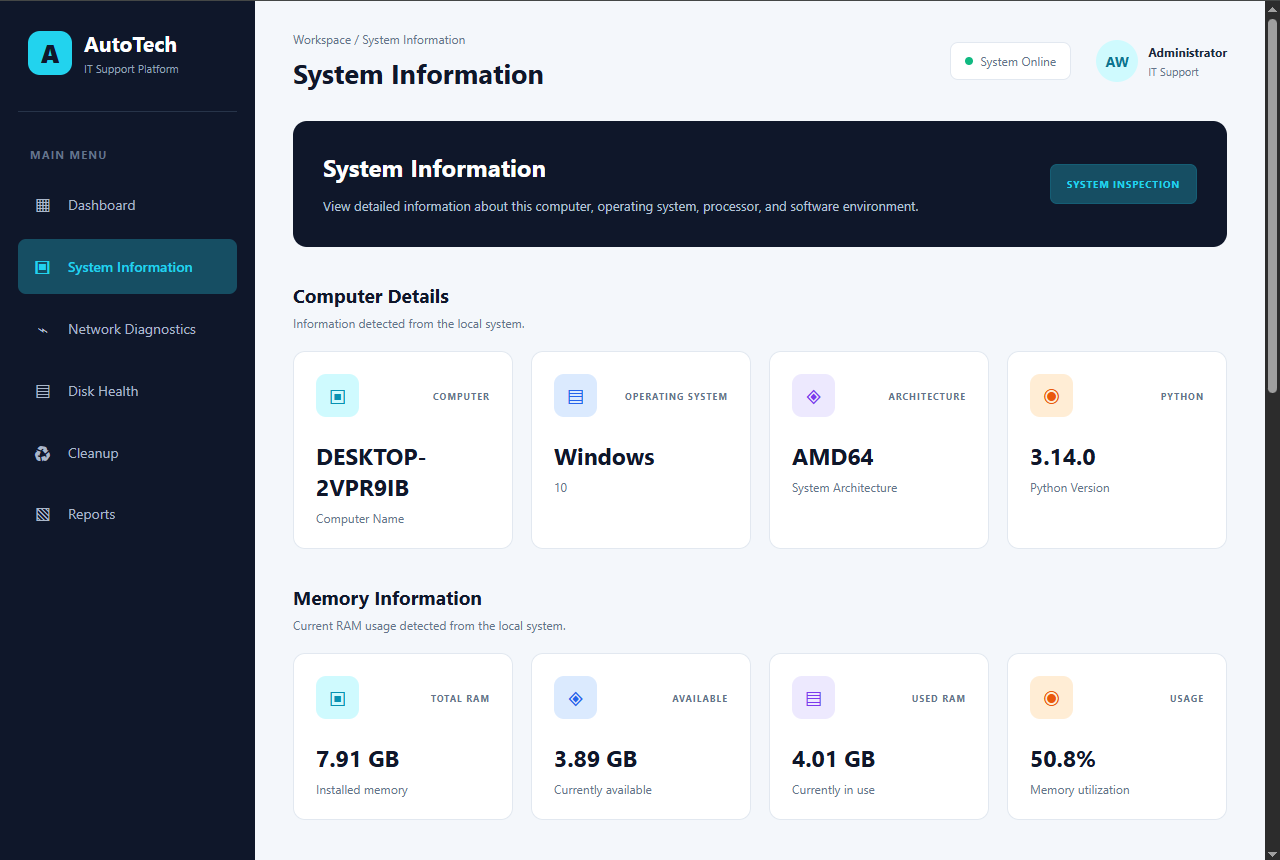 A
AutoTech
IT Support Platform
MAIN MENU
Dashboard
System Information
Network Diagnostics
Disk Health
Cleanup
Reports
Workspace / System Information
System Information
System Online
AW
Administrator
IT Support
System Information
View detailed information about this computer, operating system, processor, and software environment.
SYSTEM INSPECTION
Computer Details
Information detected from the local system.
COMPUTER
DESKTOP-
2VPR9IB
Computer Name
OPERATING SYSTEM
Windows
10
ARCHITECTURE
AMD64
System Architecture
PYTHON
3.14.0
Python Version
Memory Information
Current RAM usage detected from the local system.
TOTAL RAM
7.91 GB
Installed memory
AVAILABLE
3.89 GB
Currently available
USED RAM
4.01 GB
Currently in use
USAGE
50.8%
Memory utilization